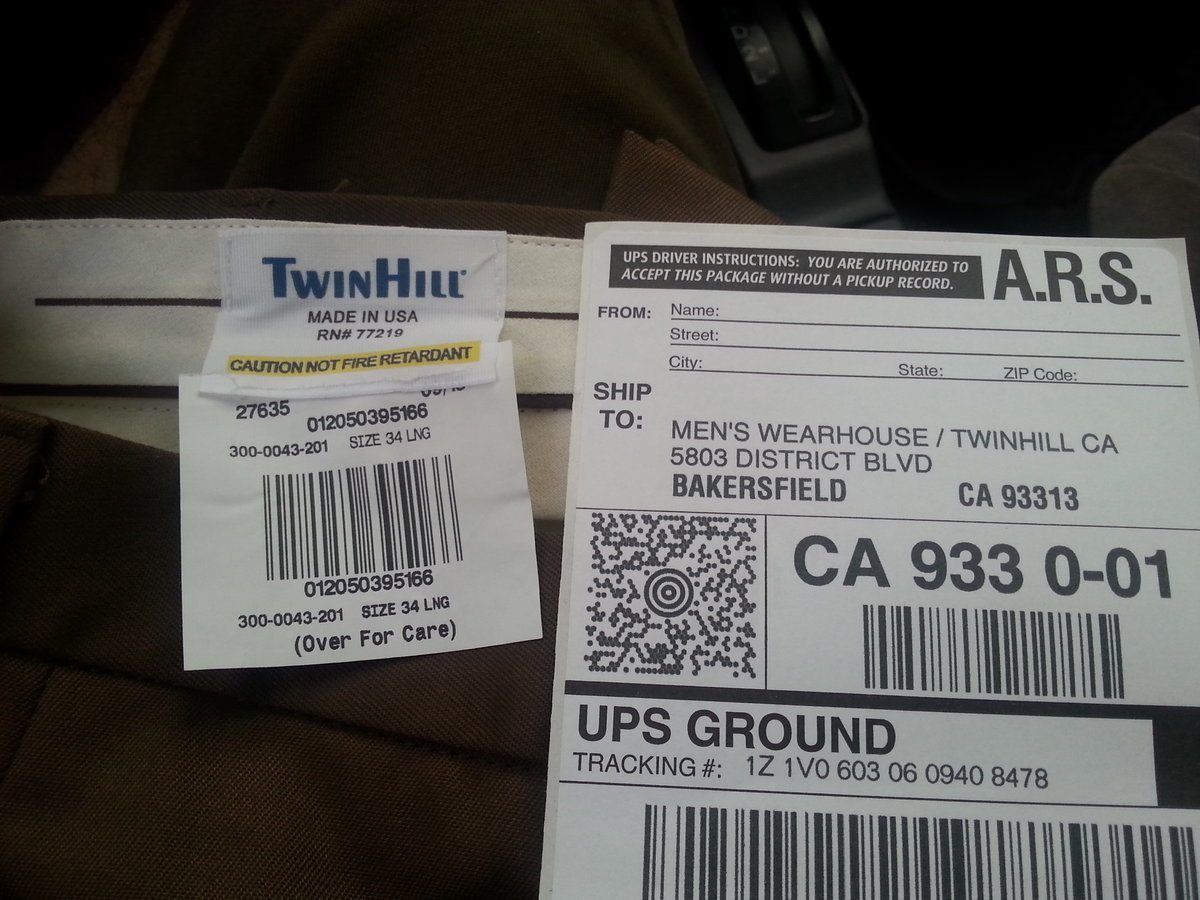 TWINHILL
MADE IN USA
RN# 77219
CAUTION NOT FIRE RETARDANT
27635
012050395166
300-0043-201 SIZE 34 LNG
012050395166
300-0043-201 SIZE 34 LNG
(Over For Care)
UPS DRIVER INSTRUCTIONS: YOU ARE AUTHORIZED TO
ACCEPT THIS PACKAGE WITHOUT A PICKUP RECORD.
A.R.S.
FROM: Name:
Street:
City: State: ZIP Code:
SHIP
TO:
MEN'S WEARHOUSE / TWINHILL CA
5803 DISTRICT BLVD
BAKERSFIELD CA 93313
CA 933 0-01
UPS GROUND
TRACKING #: 1Z 1V0 603 06 0940 8478